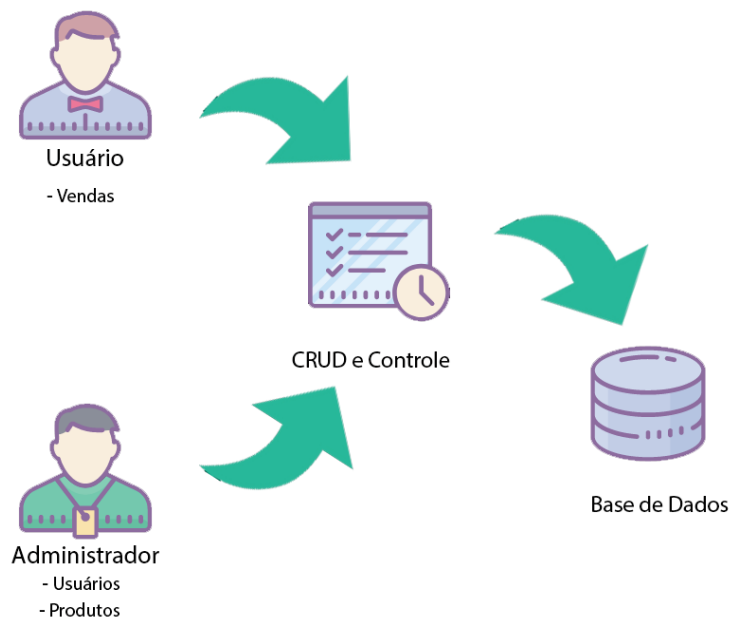 Usuário
- Vendas
CRUD e Controle
Base de Dados
Administrador
- Usuários
- Produtos